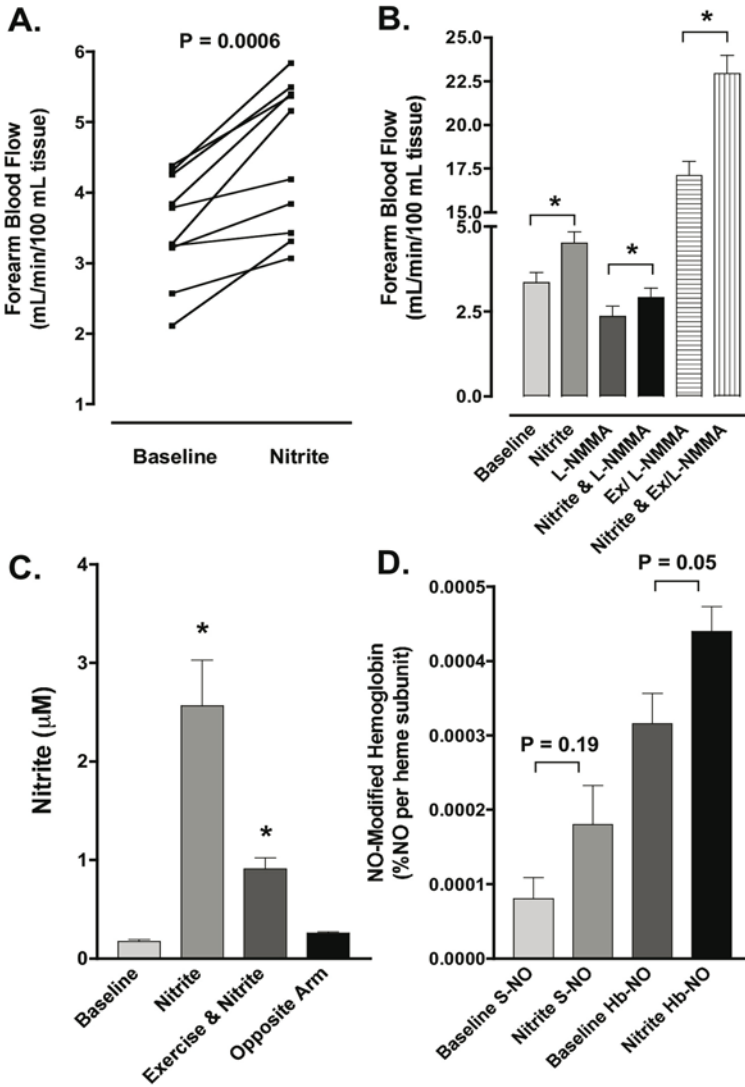 A.
P = 0.0006
Forearm Blood Flow
(mL/min/100 mL tissue)
6
5
4
3
2
1
Baseline
Nitrite
B.
Forearm Blood Flow
(mL/min/100 mL tissue)
25.0
22.5
20.0
17.5
15.0
5.0
2.5
0.0
*
*
*
Baseline
Nitrite
L-NMMA
Nitrite & L-NMMA
Ex/ L-NMMA
Nitrite & Ex/L-NMMA
C.
Nitrite (μM)
4
3
2
1
0
*
*
Baseline
Nitrite
Exercise & Nitrite
Opposite Arm
D.
NO-Modified Hemoglobin
(%NO per heme subunit)
0.0005
0.0004
0.0003
0.0002
0.0001
0.0000
P = 0.19
P = 0.05
Baseline S-NO
Nitrite S-NO
Baseline Hb-NO
Nitrite Hb-NO